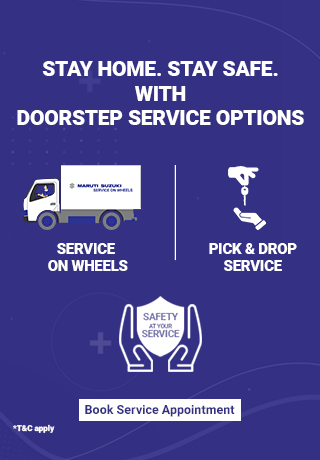 STAY HOME. STAY SAFE.
WITH
DOORSTEP SERVICE OPTIONS
MARUTI SUZUKI
SERVICE ON WHEELS
SERVICE
ON WHEELS
PICK & DROP
SERVICE
SAFETY
AT YOUR
SERVICE
Book Service Appointment
*T&C apply